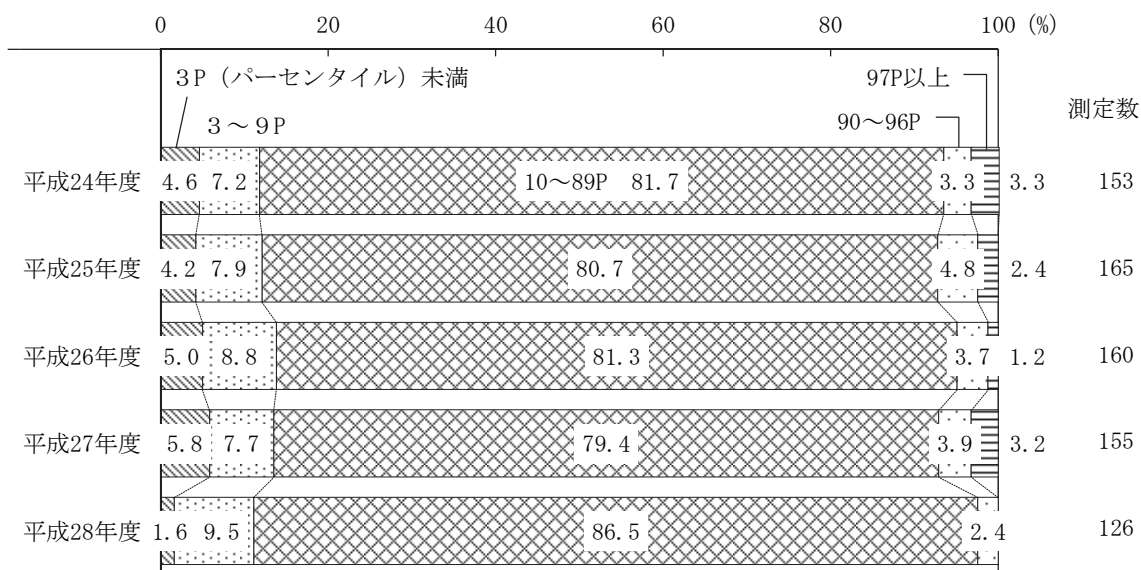 0 20 40 60 80 100 (%)
3P（パーセンタイル）未満 97P以上
3～9P 90～96P 測定数
平成24年度 4.6 7.2 10～89P 81.7 3.3 3.3 153
平成25年度 4.2 7.9 80.7 4.8 2.4 165
平成26年度 5.0 8.8 81.3 3.7 1.2 160
平成27年度 5.8 7.7 79.4 3.9 3.2 155
平成28年度 1.6 9.5 86.5 2.4 126